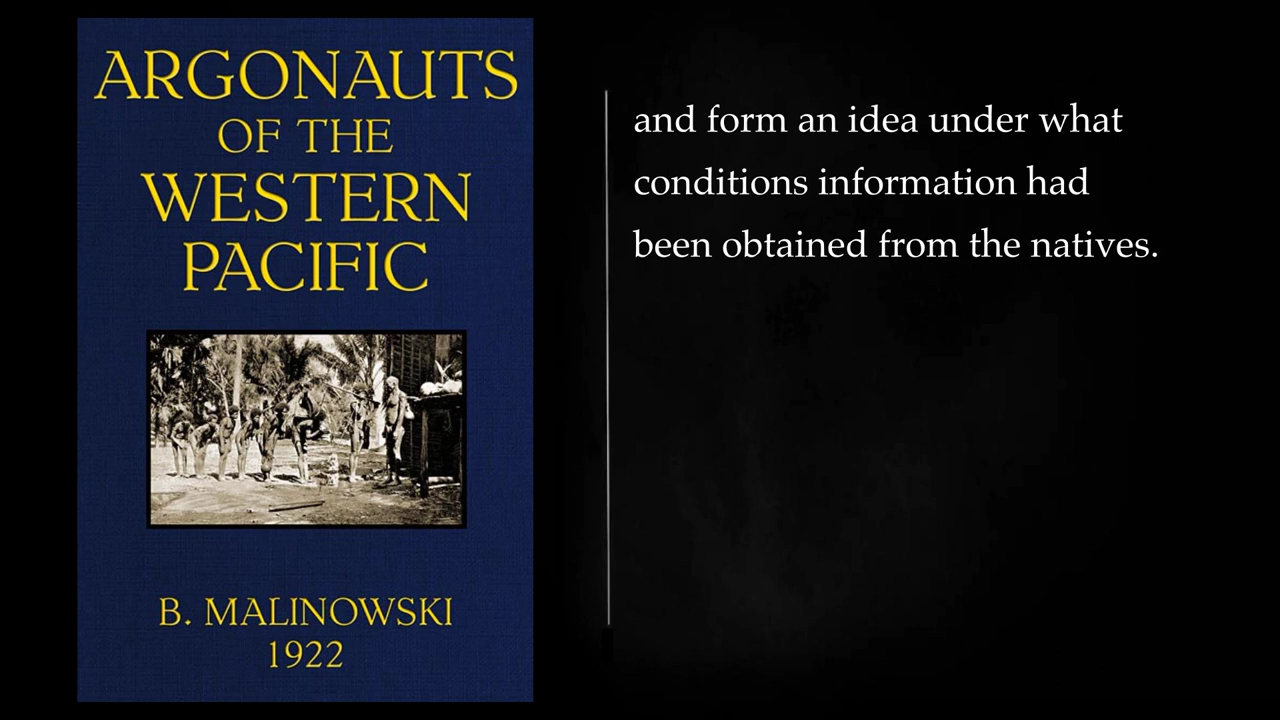 ARGONAUTS
OF THE
WESTERN
PACIFIC
B. MALINOWSKI
1922
and form an idea under what
conditions information had
been obtained from the natives.